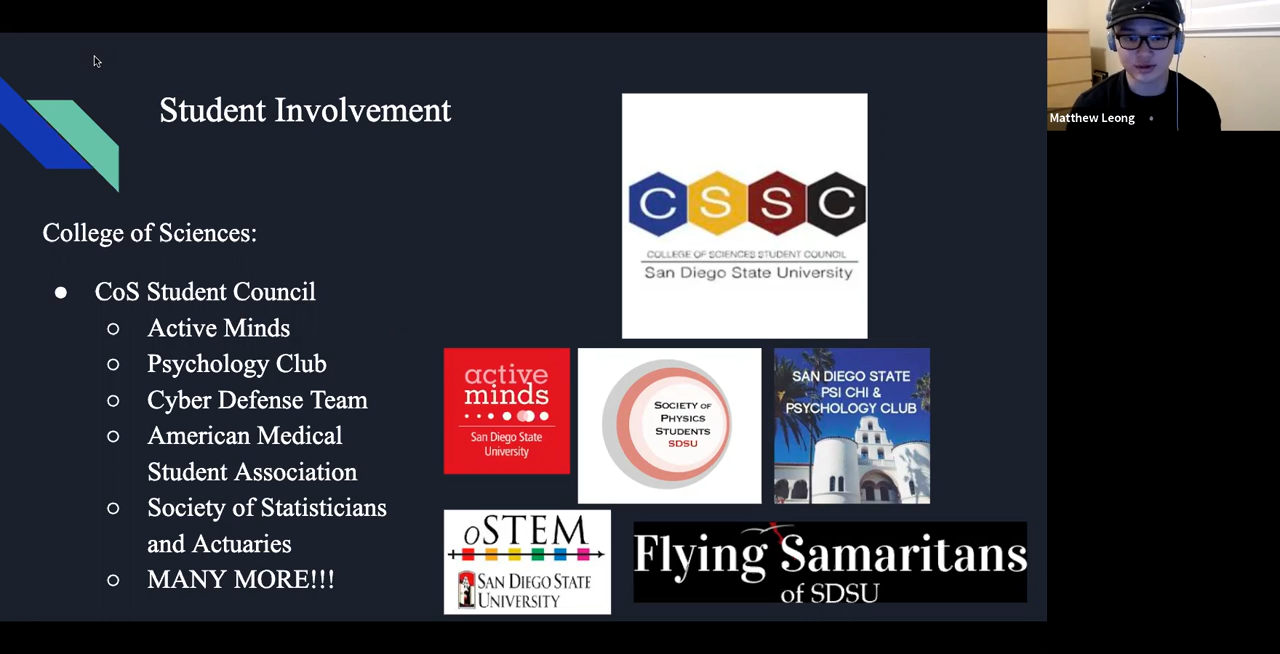 Student Involvement
College of Sciences:
CoS Student Council
Active Minds
Psychology Club
Cyber Defense Team
American Medical
Student Association
Society of Statisticians
and Actuaries
MANY MORE!!!
CSSC
COLLEGE OF SCIENCES STUDENT COUNCIL
San Diego State University
active
minds
San Diego State
University
SOCIETY OF
PHYSICS
STUDENTS
SDSU
SAN DIEGO STATE
PSI CHI &
PSYCHOLOGY CLUB
oSTEM
SAN DIEGO STATE
UNIVERSITY
Flying Samaritans
of SDSU
Matthew Leong